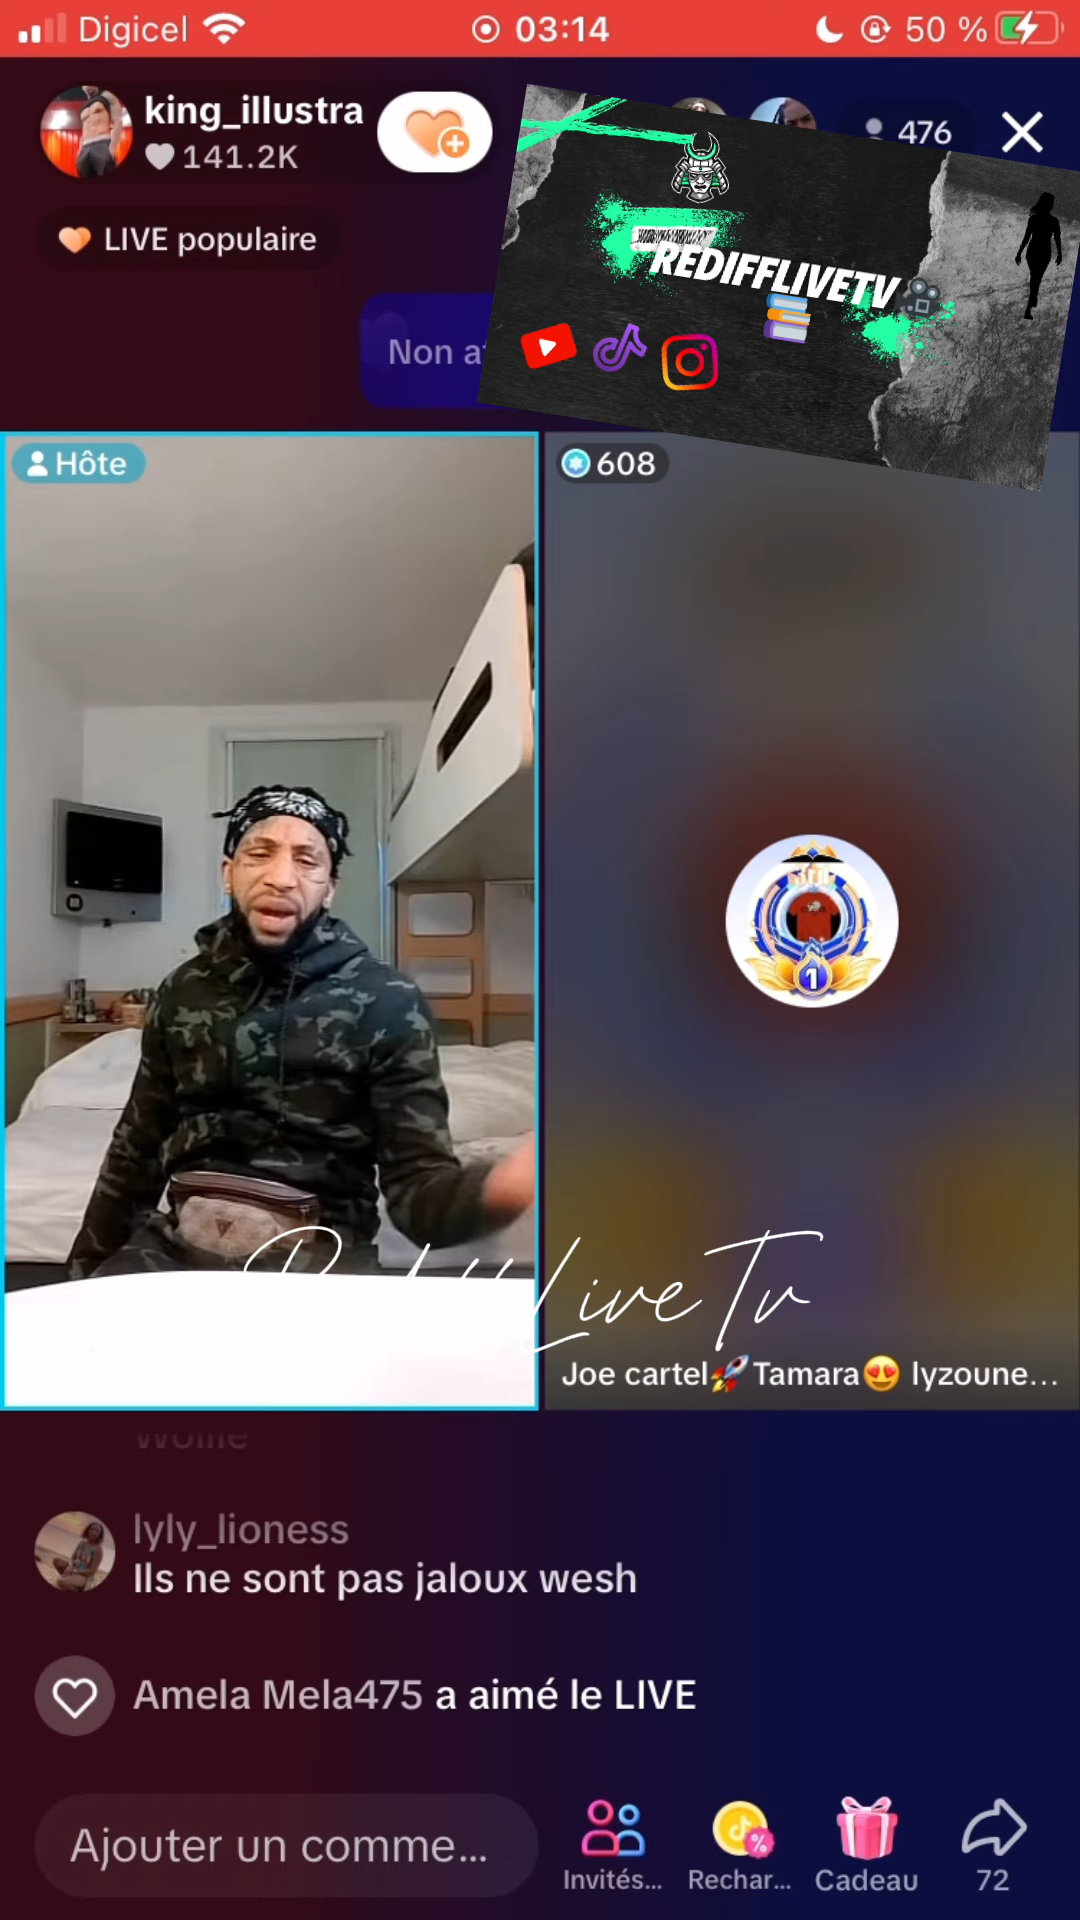 Digicel
03:14
50 %
king_illustra
141.2K
476
LIVE populaire
REDIFFLIVETV
Non a
Hôte
608
1
Live Tv
Joe cartel🚀Tamara😍 lyzoune...
lyly_lioness
Ils ne sont pas jaloux wesh
Amela Mela475 a aimé le LIVE
Ajouter un comme...
Invités...
Rechar...
Cadeau
72